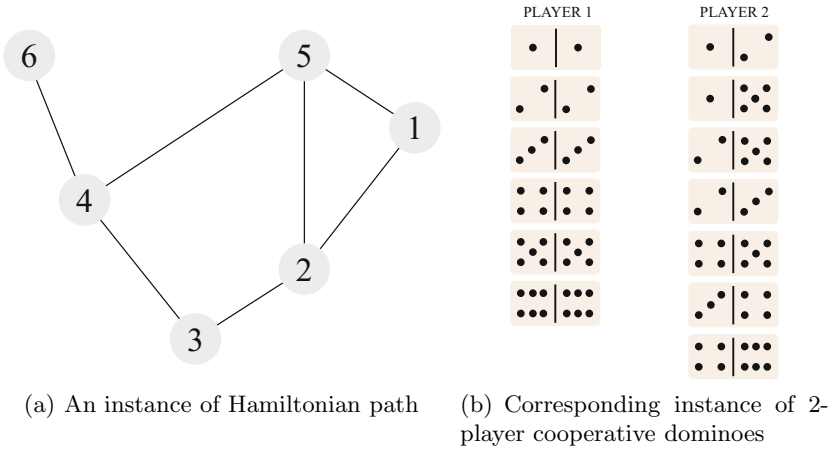 PLAYER 1
PLAYER 2
6
5
1
4
2
3
(a) An instance of Hamiltonian path
(b) Corresponding instance of 2-
player cooperative dominoes